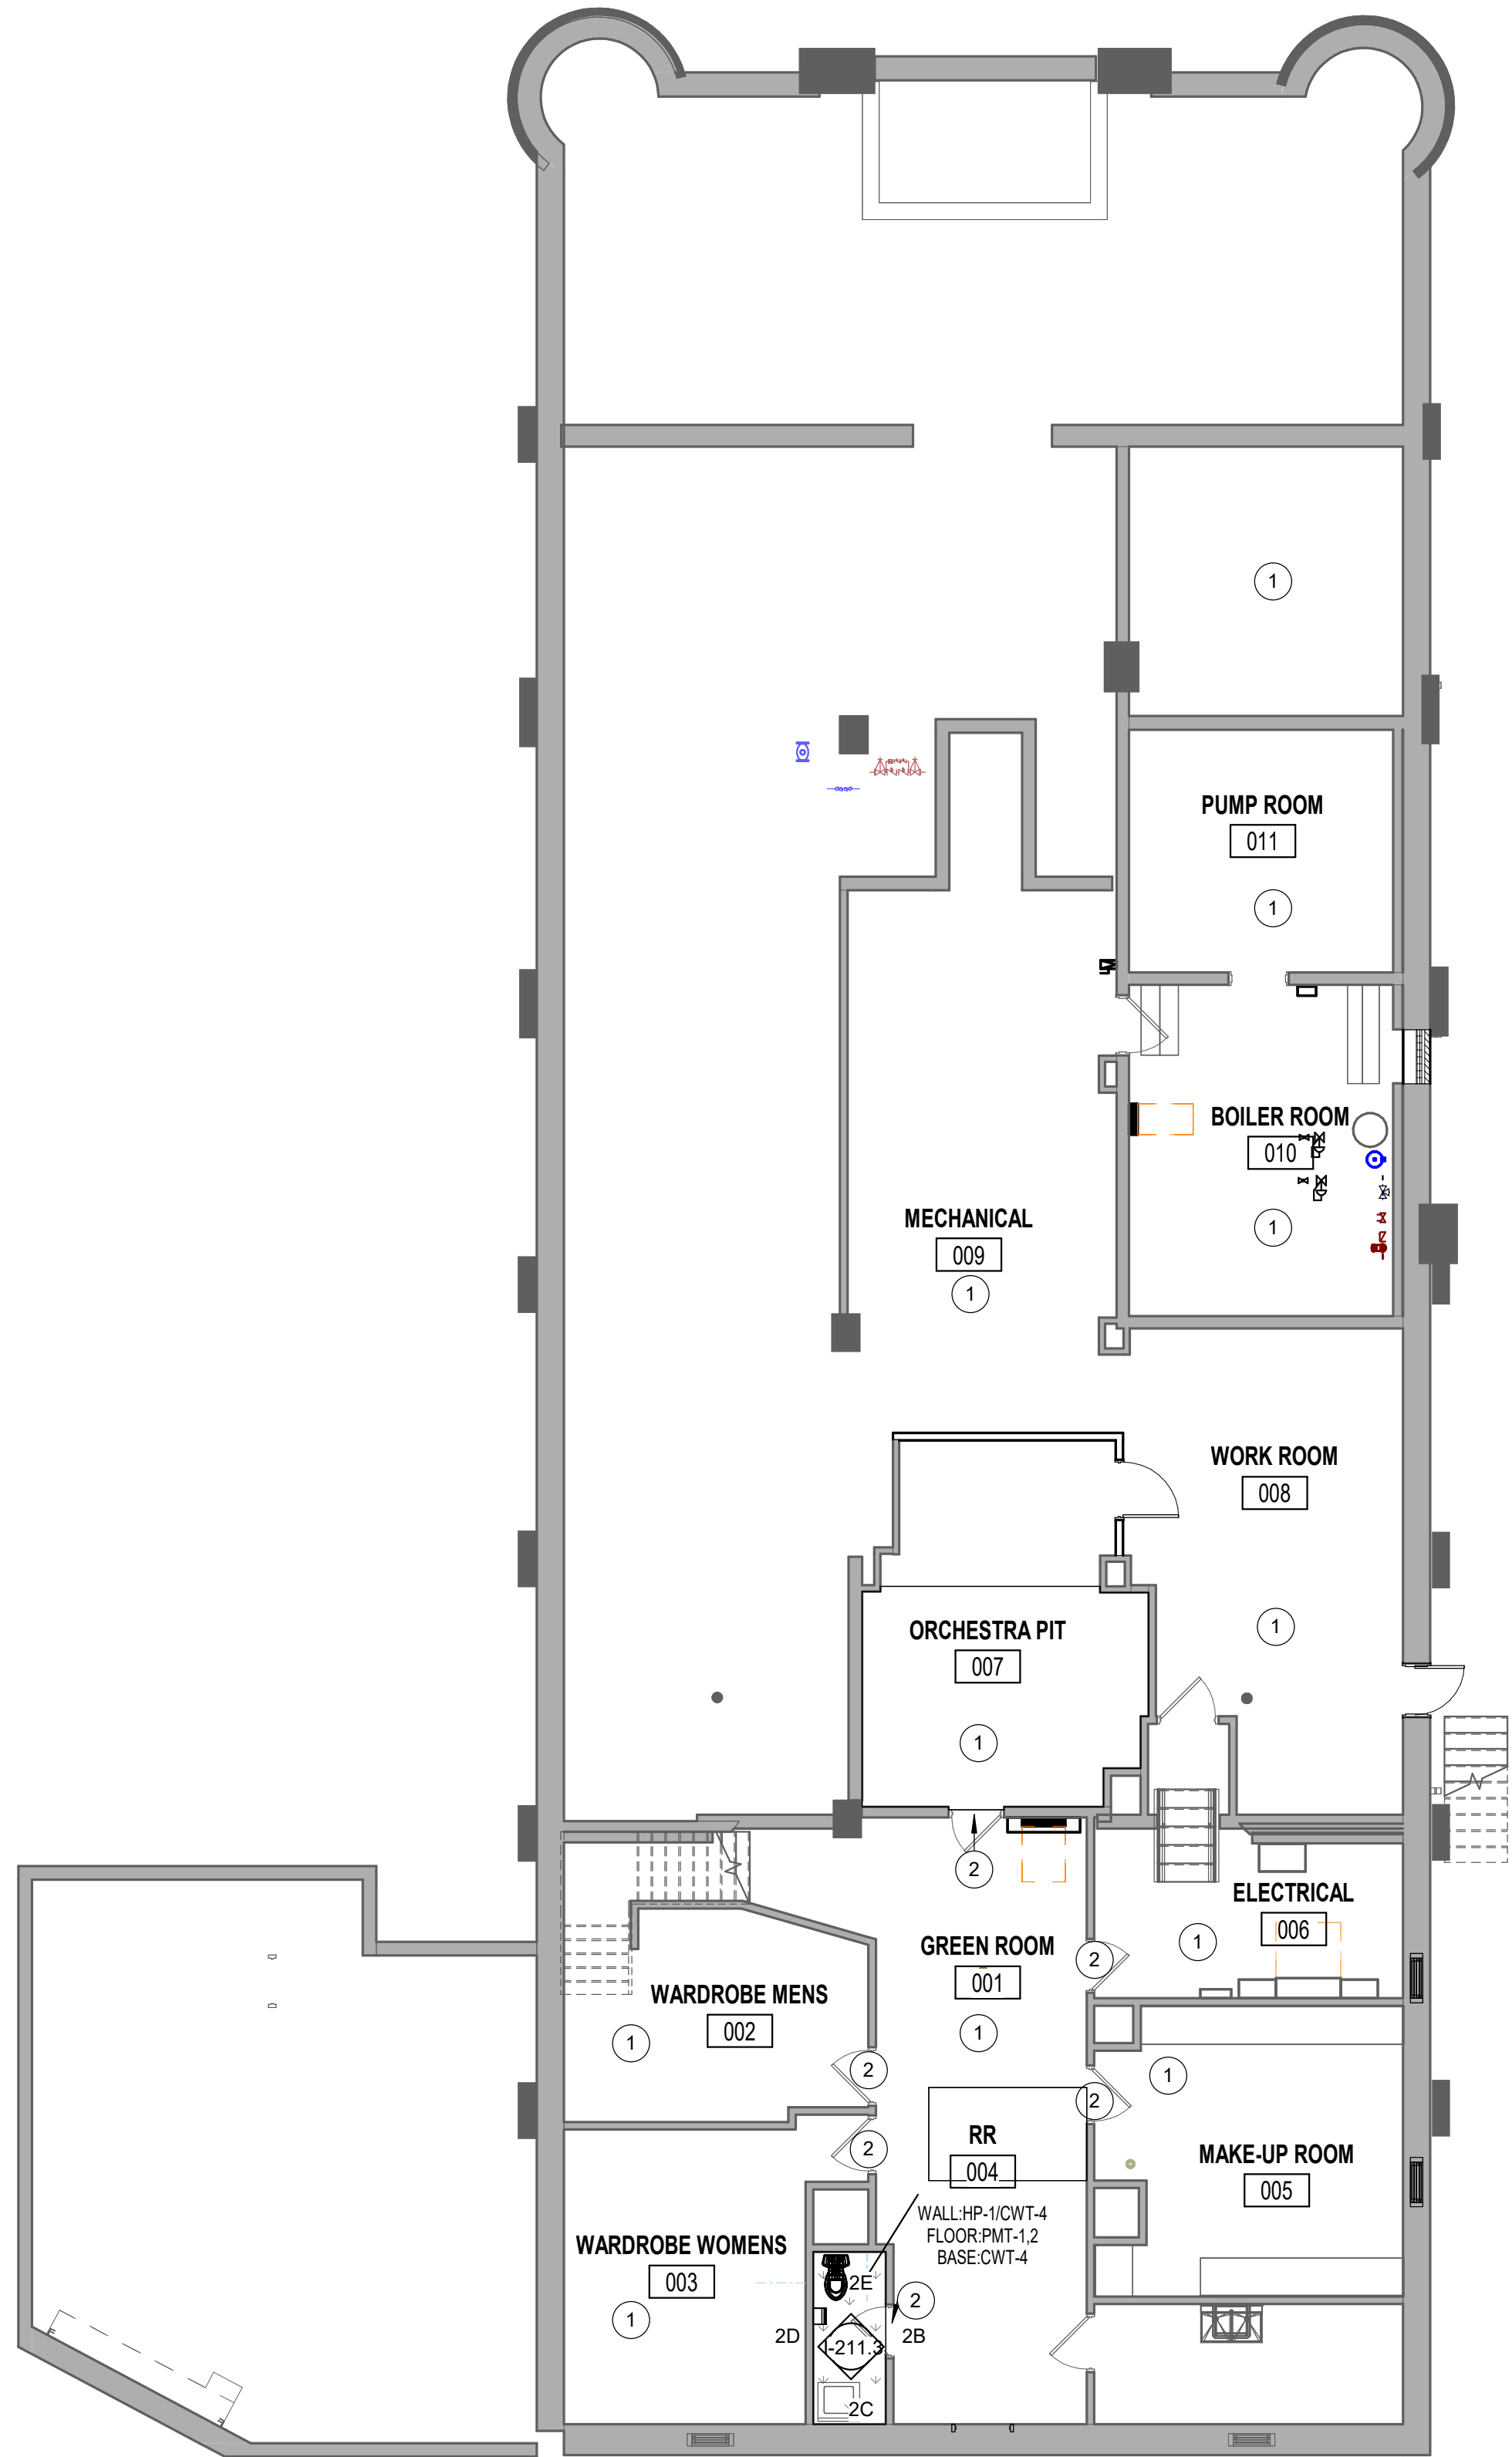 1
PUMP ROOM
011
1
BOILER ROOM
010
1
MECHANICAL
009
1
WORK ROOM
008
1
ORCHESTRA PIT
007
1
2
ELECTRICAL
006
1
2
GREEN ROOM
001
1
WARDROBE MENS
002
1
2
2
1
2
RR
004
MAKE-UP ROOM
005
WALL:HP-1/CWT-4
FLOOR:PMT-1,2
BASE:CWT-4
WARDROBE WOMENS
003
1
2E
2
2D
2B
I-211.3
2C